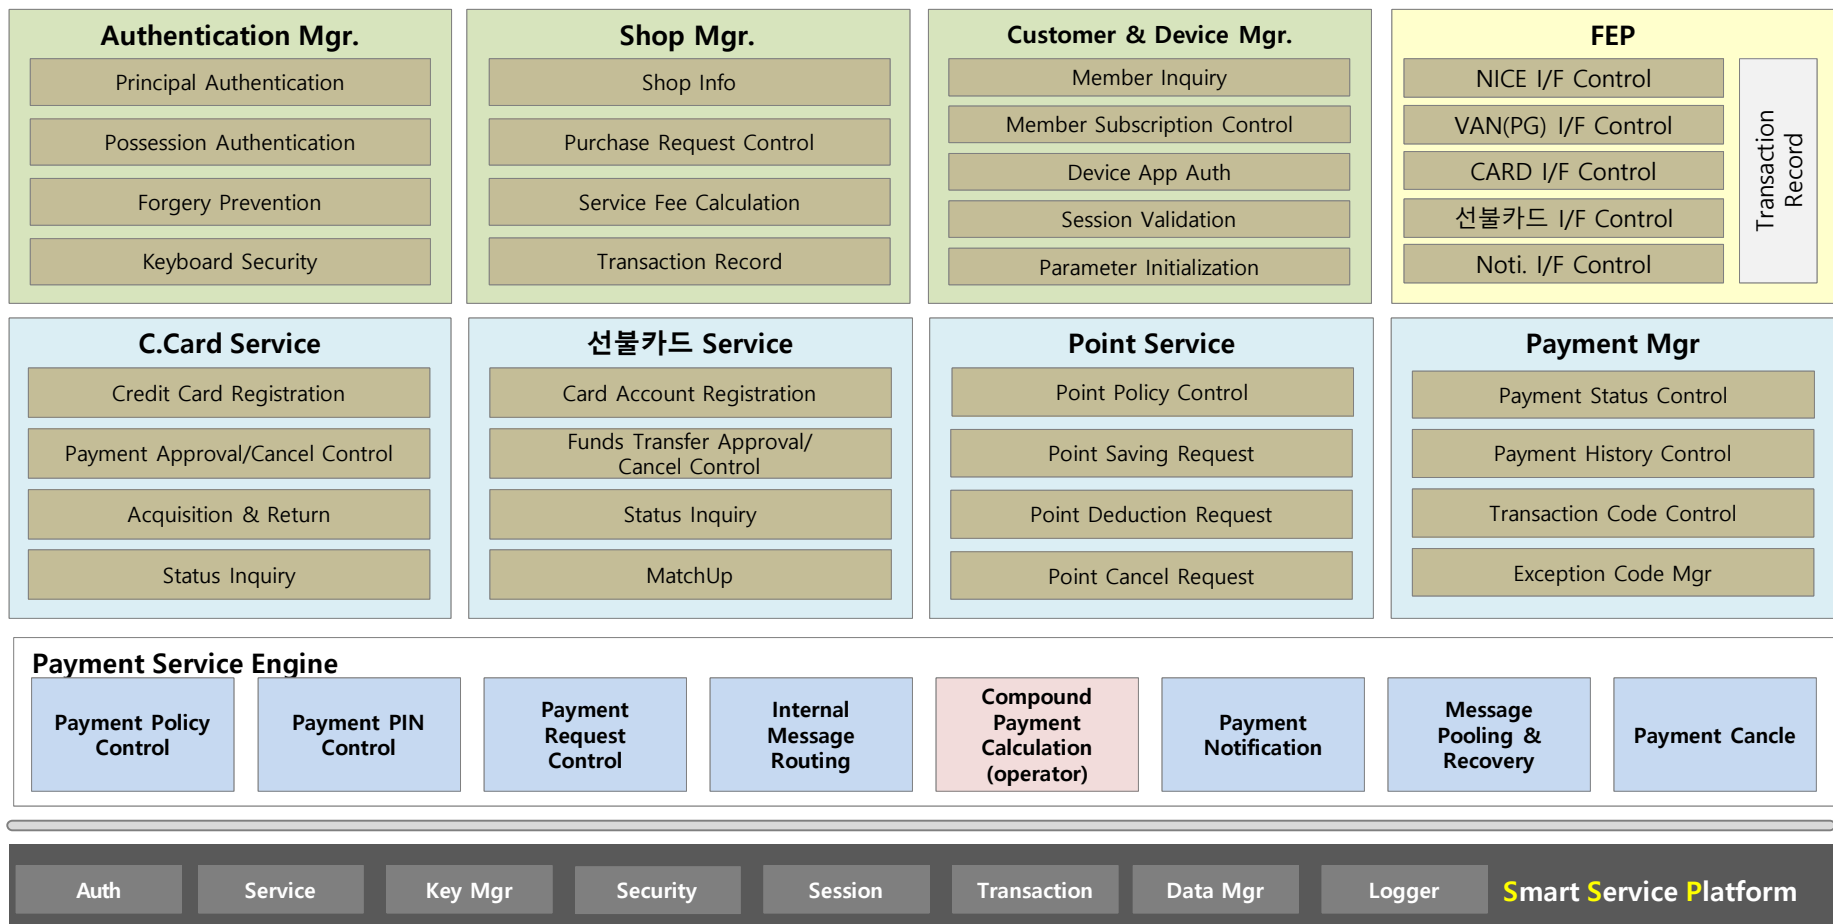 Authentication Mgr.
Principal Authentication
Possession Authentication
Forgery Prevention
Keyboard Security
Shop Mgr.
Shop Info
Purchase Request Control
Service Fee Calculation
Transaction Record
Customer & Device Mgr.
Member Inquiry
Member Subscription Control
Device App Auth
Session Validation
Parameter Initialization
FEP
NICE I/F Control
VAN(PG) I/F Control
CARD I/F Control
선불카드 I/F Control
Noti. I/F Control
Transaction
Record
C.Card Service
Credit Card Registration
Payment Approval/Cancel Control
Acquisition & Return
Status Inquiry
선불카드 Service
Card Account Registration
Funds Transfer Approval/
Cancel Control
Status Inquiry
MatchUp
Point Service
Point Policy Control
Point Saving Request
Point Deduction Request
Point Cancel Request
Payment Mgr
Payment Status Control
Payment History Control
Transaction Code Control
Exception Code Mgr
Payment Service Engine
Payment Policy
Control
Payment PIN
Control
Payment
Request
Control
Internal
Message
Routing
Compound
Payment
Calculation
(operator)
Payment
Notification
Message
Pooling &
Recovery
Payment Cancle
Auth
Service
Key Mgr
Security
Session
Transaction
Data Mgr
Logger
Smart Service Platform